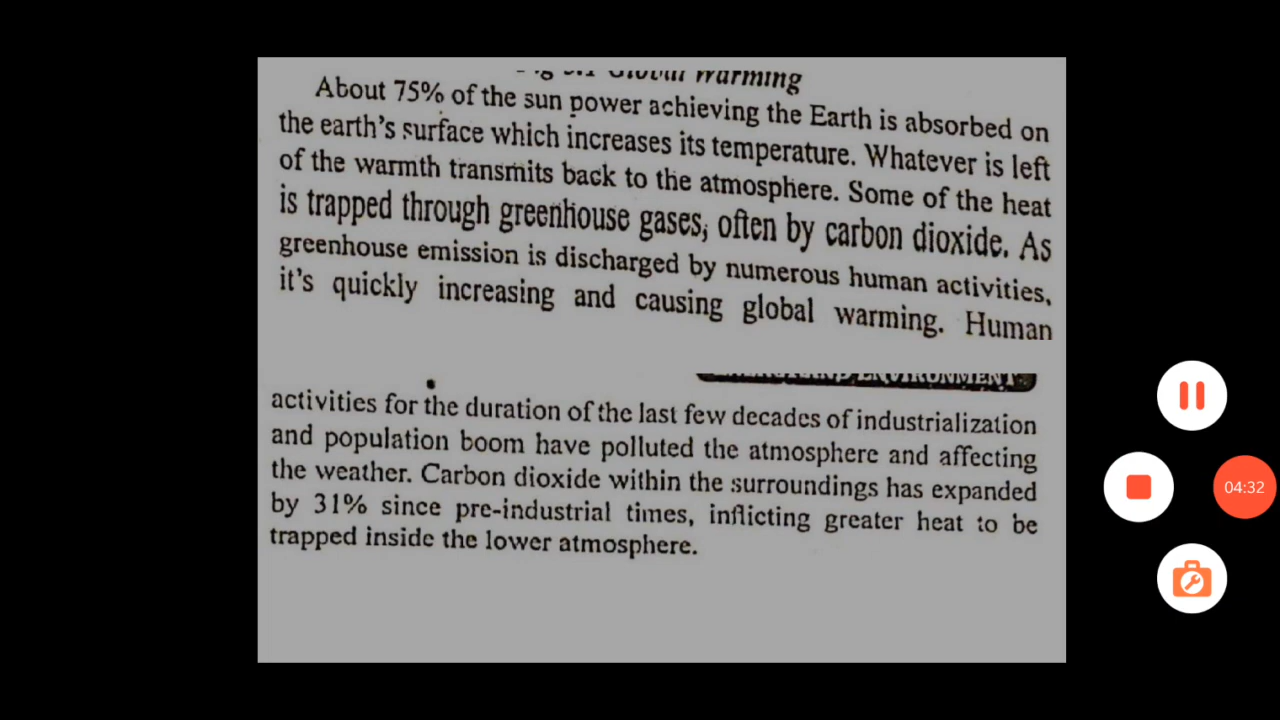 Global Warming
About 75% of the sun power achieving the Earth is absorbed on
the earth's surface which increases its temperature. Whatever is left
of the warmth transmits back to the atmosphere. Some of the heat
is trapped through greenhouse gases, often by carbon dioxide. As
greenhouse emission is discharged by numerous human activities,
it's quickly increasing and causing global warming. Human
AND ENVIRONMENT
activities for the duration of the last few decades of industrialization
and population boom have polluted the atmosphere and affecting
the weather. Carbon dioxide within the surroundings has expanded
by 31% since pre-industrial times, inflicting greater heat to be
trapped inside the lower atmosphere.
04:32